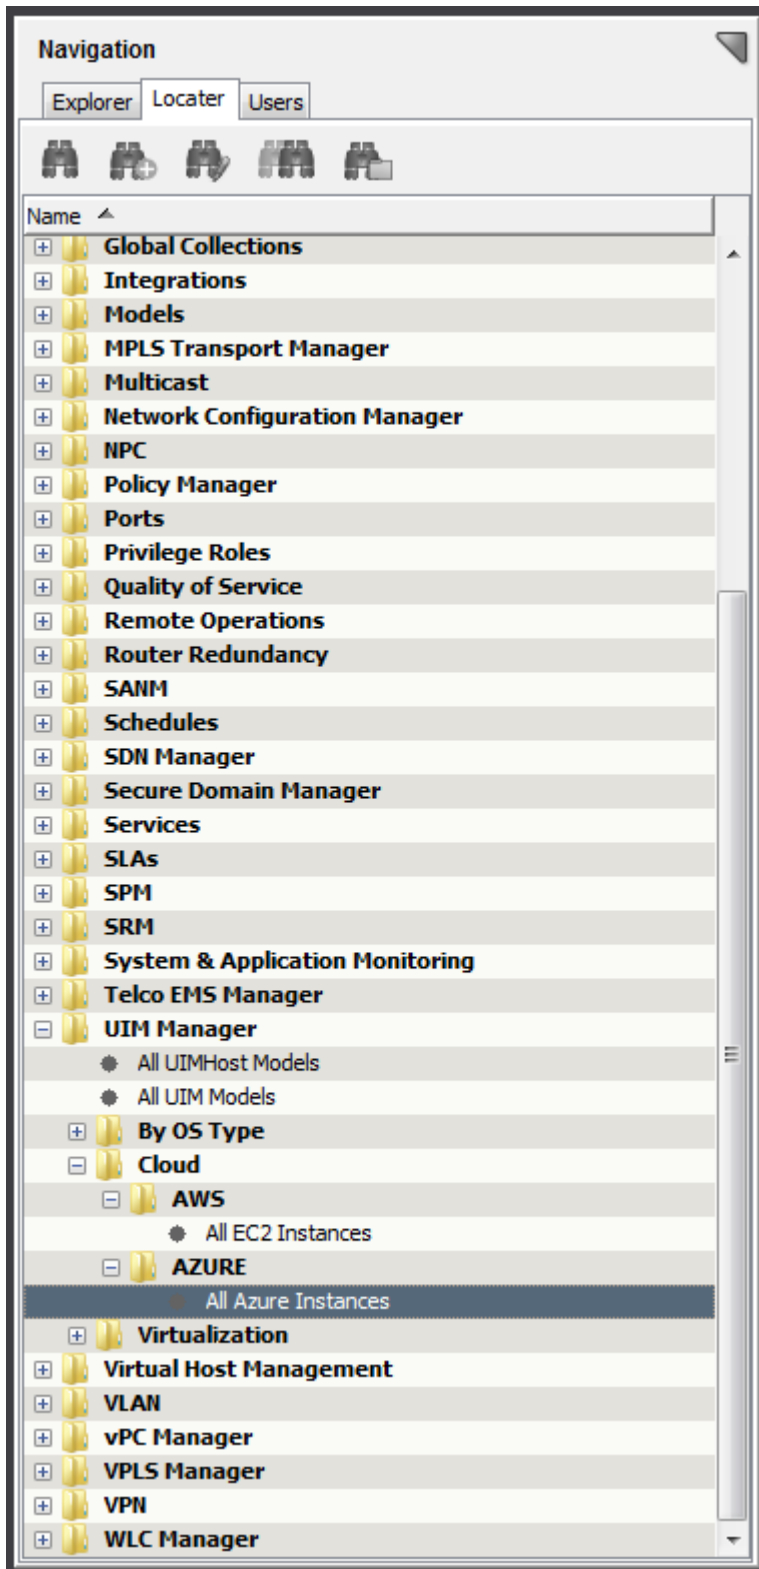 Navigation
Explorer Locater Users
Name
Global Collections
Integrations
Models
MPLS Transport Manager
Multicast
Network Configuration Manager
NPC
Policy Manager
Ports
Privilege Roles
Quality of Service
Remote Operations
Router Redundancy
SANM
Schedules
SDN Manager
Secure Domain Manager
Services
SLAs
SPM
SRM
System & Application Monitoring
Telco EMS Manager
UIM Manager
All UIMHost Models
All UIM Models
By OS Type
Cloud
AWS
All EC2 Instances
AZURE
All Azure Instances
Virtualization
Virtual Host Management
VLAN
vPC Manager
VPLS Manager
VPN
WLC Manager